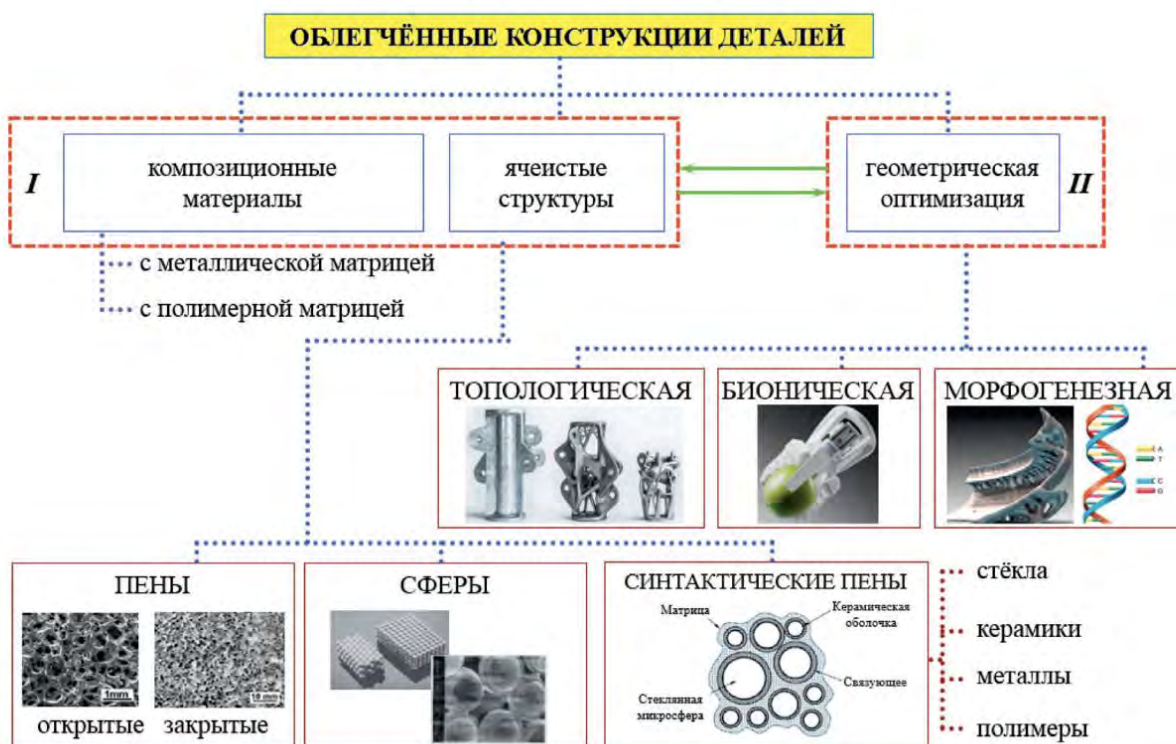 ОБЛЕГЧЁННЫЕ КОНСТРУКЦИИ ДЕТАЛЕЙ
I
композиционные
материалы
ячеистые
структуры
геометрическая
оптимизация
II
с металлической матрицей
с полимерной матрицей
ТОПОЛОГИЧЕСКАЯ
БИОНИЧЕСКАЯ
МОРФОГЕНЕЗНАЯ
A
T
C
G
ПЕНЫ
1mm
10 mm
открытые
закрытые
СФЕРЫ
СИНТАКТИЧЕСКИЕ ПЕНЫ
Матрица
Керамическая
оболочка
Связующее
Стеклянная
микросфера
стёкла
керамики
металлы
полимеры